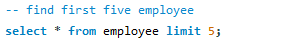 -- find first five employee
select * from employee limit 5;